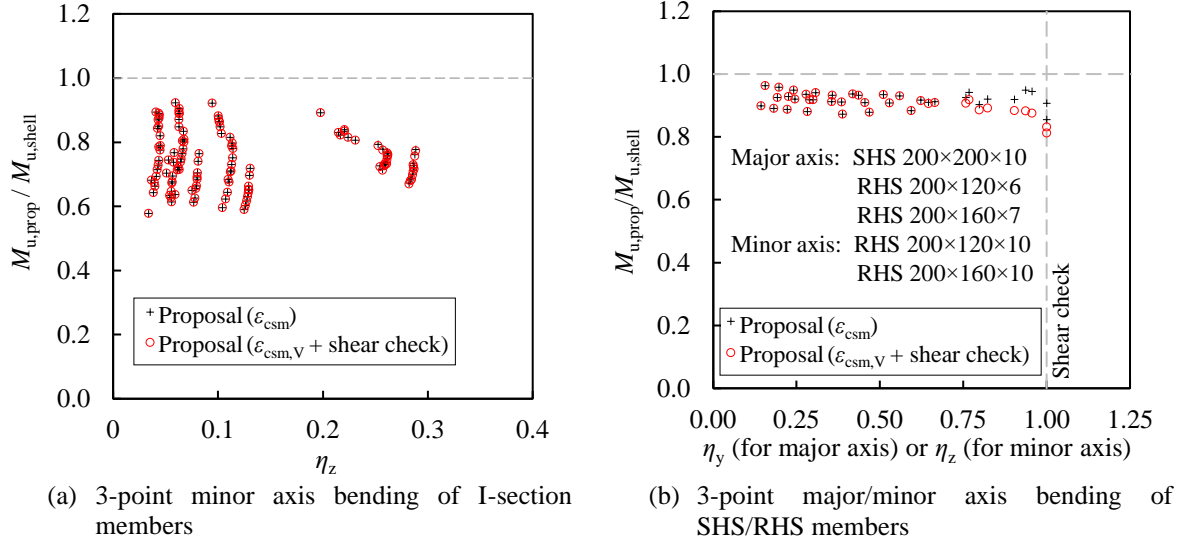 1.2
1.0
0.8
0.6
0.4
0.2
0.0
M_u,prop / M_u,shell
+ Proposal (ε_csm)
○ Proposal (ε_csm,V + shear check)
0 0.1 0.2 0.3 0.4
η_z
(a) 3-point minor axis bending of I-section
members
1.2
1.0
0.8
0.6
0.4
0.2
0.0
M_u,prop/M_u,shell
Major axis: SHS 200×200×10
RHS 200×120×6
RHS 200×160×7
Minor axis: RHS 200×120×10
RHS 200×160×10
+ Proposal (ε_csm)
○ Proposal (ε_csm,V + shear check)
Shear check
0.00 0.25 0.50 0.75 1.00 1.25
η_y (for major axis) or η_z (for minor axis)
(b) 3-point major/minor axis bending of
SHS/RHS members